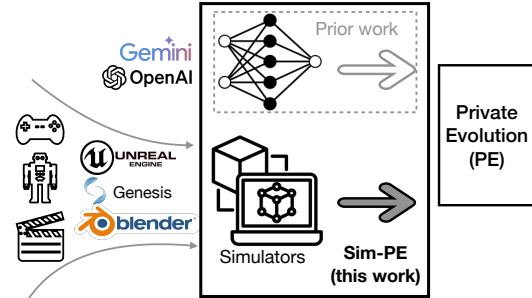 Gemini
OpenAI
Prior work
UNREAL
ENGINE
Genesis
blender
Simulators
Sim-PE
(this work)
Private
Evolution
(PE)